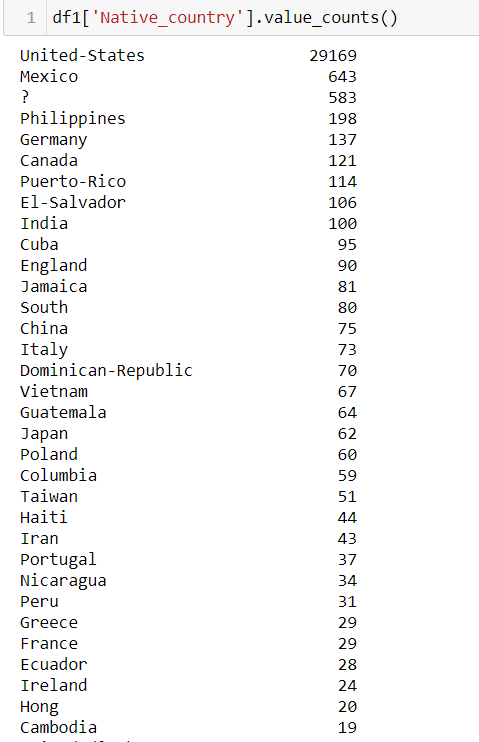 1 df1['Native_country'].value_counts()
United-States 29169
Mexico 643
? 583
Philippines 198
Germany 137
Canada 121
Puerto-Rico 114
El-Salvador 106
India 100
Cuba 95
England 90
Jamaica 81
South 80
China 75
Italy 73
Dominican-Republic 70
Vietnam 67
Guatemala 64
Japan 62
Poland 60
Columbia 59
Taiwan 51
Haiti 44
Iran 43
Portugal 37
Nicaragua 34
Peru 31
Greece 29
France 29
Ecuador 28
Ireland 24
Hong 20
Cambodia 19